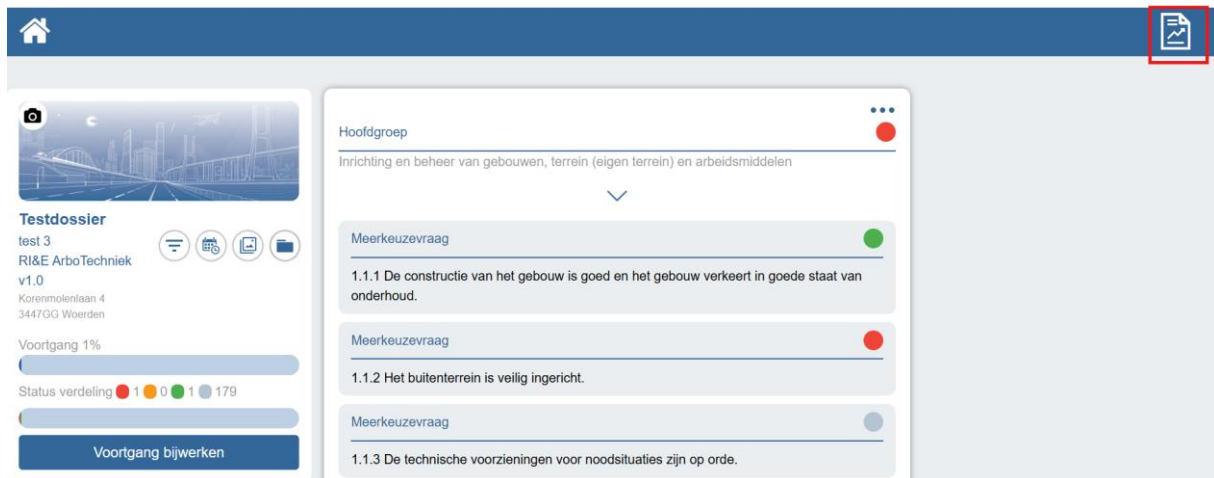 Testdossier
test 3
RI&E ArboTechniek
v1.0
Korenmolenlaan 4
3447GG Woerden
Voortgang 1%
Status verdeling 1 0 1 179
Voortgang bijwerken
Hoofdgroep
Inrichting en beheer van gebouwen, terrein (eigen terrein) en arbeidsmiddelen
Meerkeuzevraag
1.1.1 De constructie van het gebouw is goed en het gebouw verkeert in goede staat van
onderhoud.
Meerkeuzevraag
1.1.2 Het buitenterrein is veilig ingericht.
Meerkeuzevraag
1.1.3 De technische voorzieningen voor noodsituaties zijn op orde.